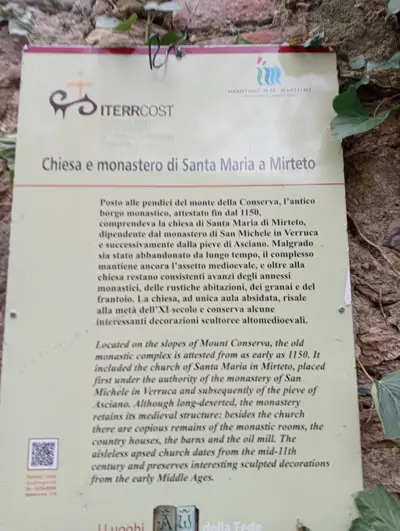 ITERRCOST
MARITTIMO-IT FR-MARITIME
Chiesa e monastero di Santa Maria a Mirteto
Posto alle pendici del monte della Conserva, l'antico
borgo monastico, attestato fin dal 1150,
comprendeva la chiesa di Santa Maria di Mirteto,
dipendente dal monastero di San Michele in Verruca
e successivamente dalla pieve di Asciano. Malgrado
sia stato abbandonato da lungo tempo, il complesso
mantiene ancora l'assetto medioevale, e oltre alla
chiesa restano consistenti avanzi degli annessi
monastici, delle rustiche abitazioni, dei granai e del
frantoio. La chiesa, ad unica aula absidata, risale
alla metà dell'XI secolo e conserva alcune
interessanti decorazioni scultoree altomedioevali.
Located on the slopes of Mount Conserva, the old
monastic complex is attested from as early as 1150. It
included the church of Santa Maria in Mirteto, placed
first under the authority of the monastery of San
Michele in Verruca and subsequently of the pieve of
Asciano. Although long-deserted, the monastery
retains its medieval structure: besides the church
there are copious remains of the monastic rooms, the
country houses, the barns and the oil mill. The
aisleless apsed church dates from the mid-11th
century and preserves interesting sculpted decorations
from the early Middle Ages.
I Luoghi della Fede